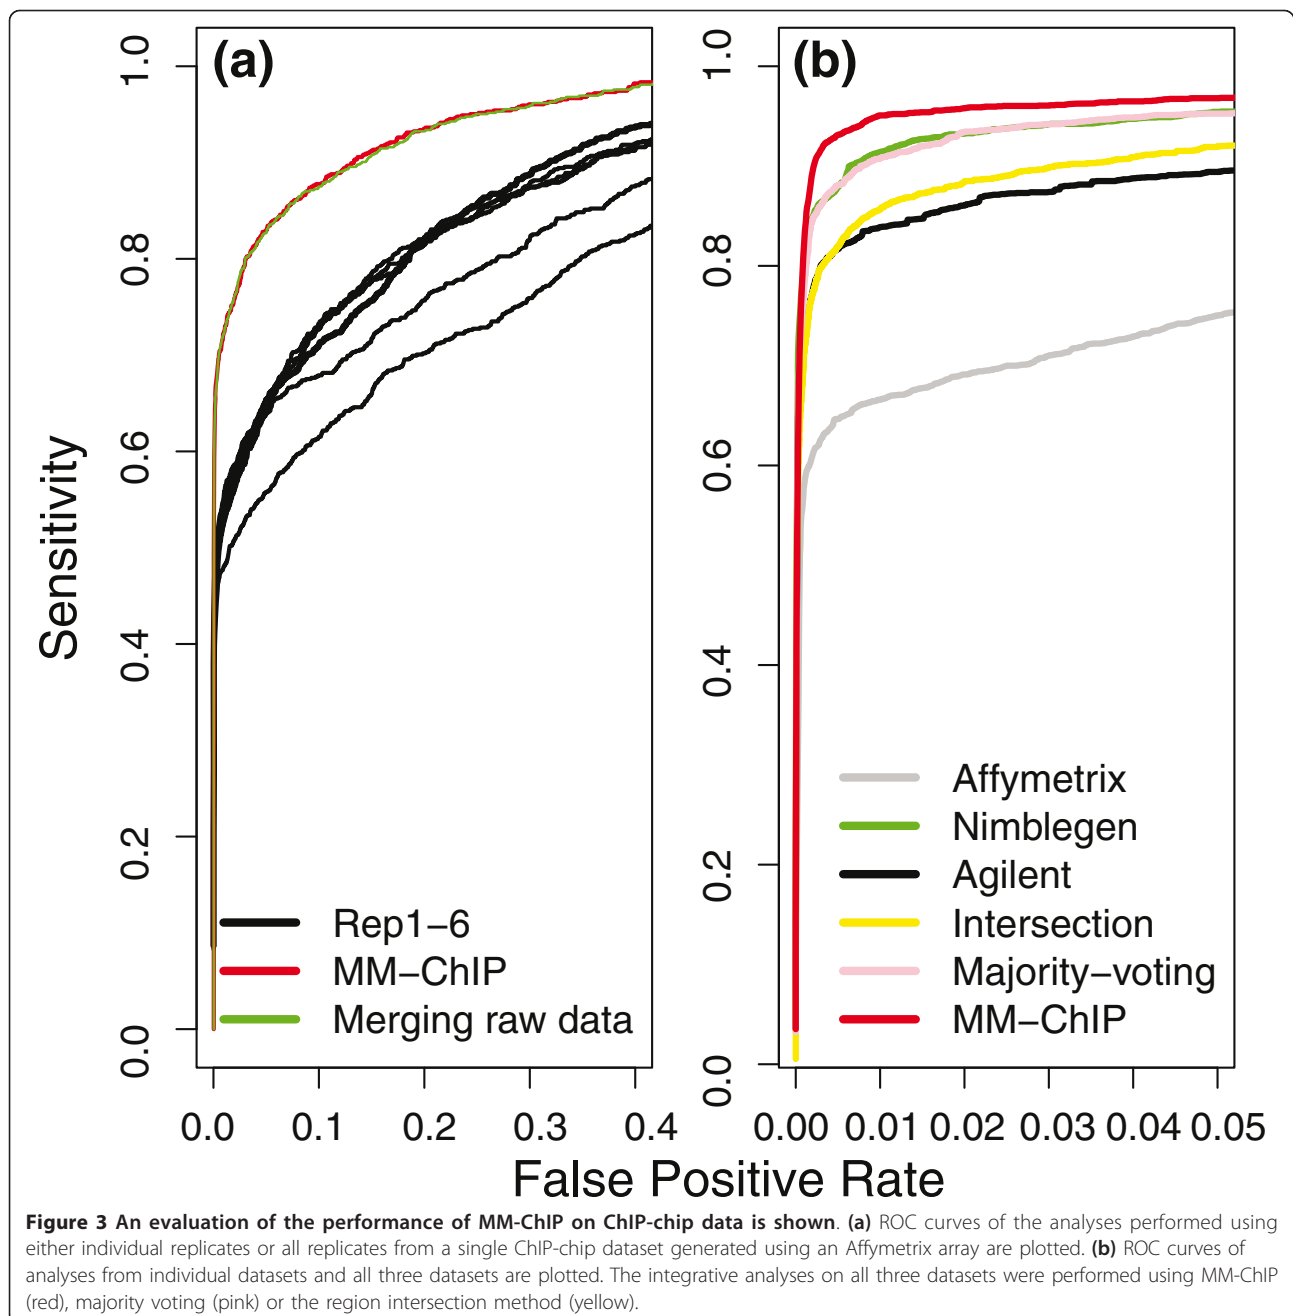 (a)
(b)
1.0
0.8
0.6
0.4
0.2
0.0
Sensitivity
Rep1−6
MM−ChIP
Merging raw data
0.0 0.1 0.2 0.3 0.4
1.0
0.8
0.6
0.4
0.2
0.0
Affymetrix
Nimblegen
Agilent
Intersection
Majority−voting
MM−ChIP
0.00 0.01 0.02 0.03 0.04 0.05
False Positive Rate
Figure 3 An evaluation of the performance of MM-ChIP on ChIP-chip data is shown. (a) ROC curves of the analyses performed using
either individual replicates or all replicates from a single ChIP-chip dataset generated using an Affymetrix array are plotted. (b) ROC curves of
analyses from individual datasets and all three datasets are plotted. The integrative analyses on all three datasets were performed using MM-ChIP
(red), majority voting (pink) or the region intersection method (yellow).